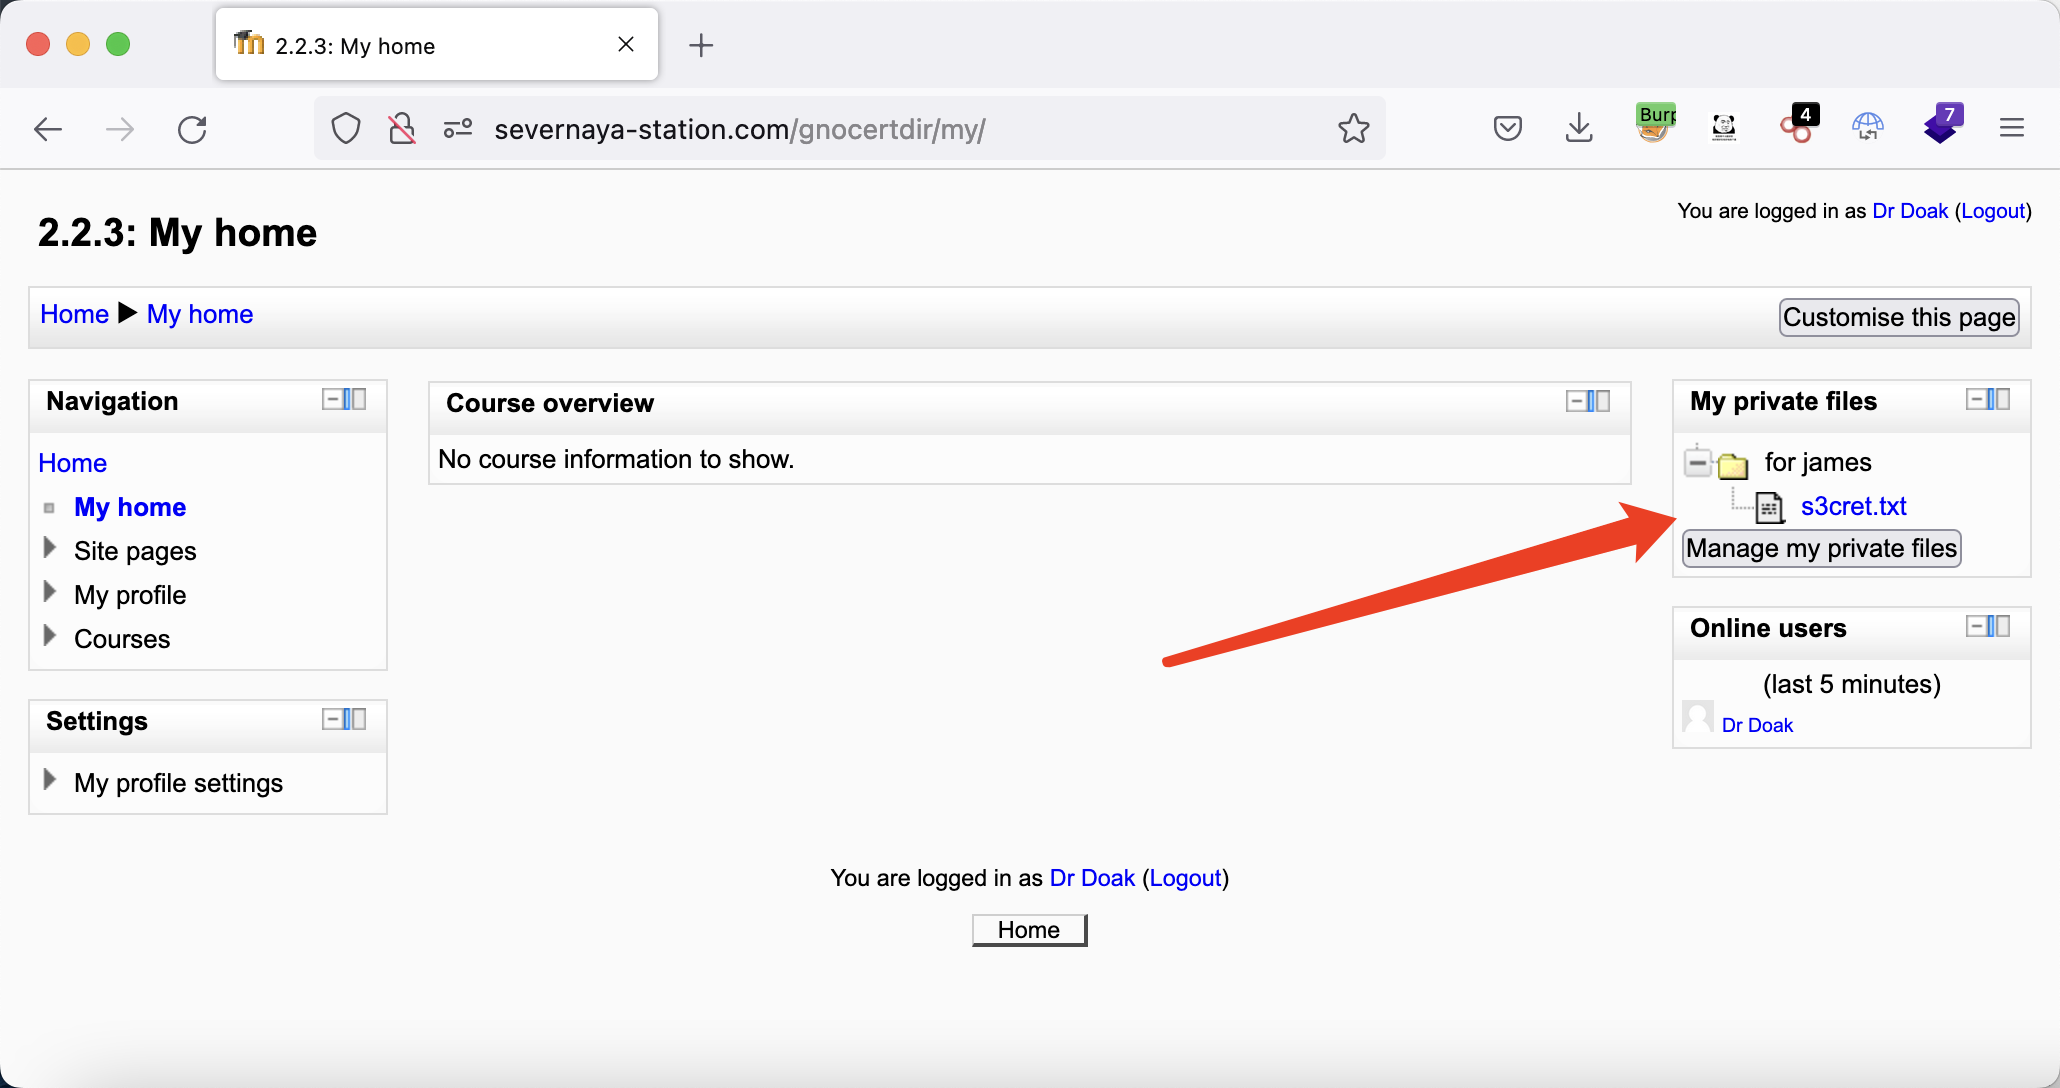 2.2.3: My home
severnaya-station.com/gnocertdir/my/
Burp
4
7
2.2.3: My home
You are logged in as Dr Doak (Logout)
Home ► My home
Customise this page
Navigation
Home
My home
Site pages
My profile
Courses
Settings
My profile settings
Course overview
No course information to show.
My private files
for james
s3cret.txt
Manage my private files
Online users
(last 5 minutes)
Dr Doak
You are logged in as Dr Doak (Logout)
Home